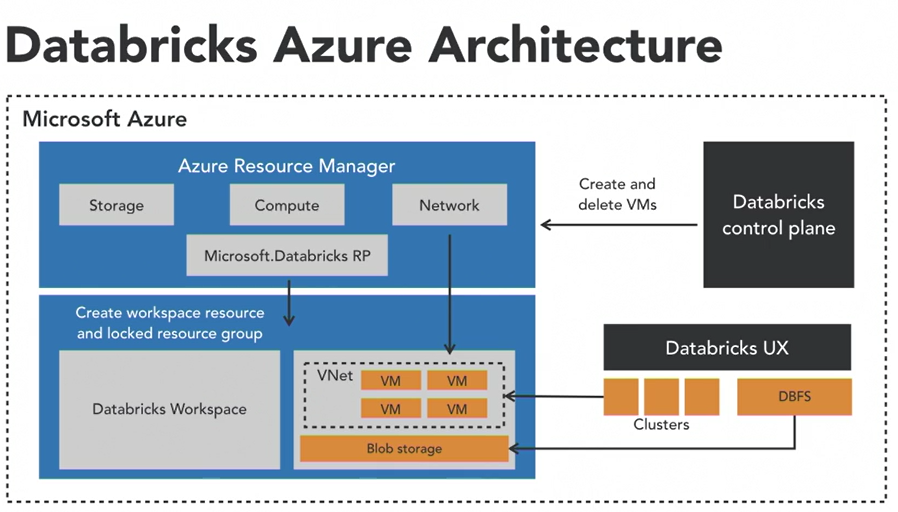 Databricks Azure Architecture
Microsoft Azure
Azure Resource Manager
Storage
Compute
Network
Microsoft.Databricks RP
Create and
delete VMs
Databricks
control plane
Create workspace resource
and locked resource group
Databricks Workspace
VNet
VM
VM
VM
VM
Blob storage
Databricks UX
Clusters
DBFS